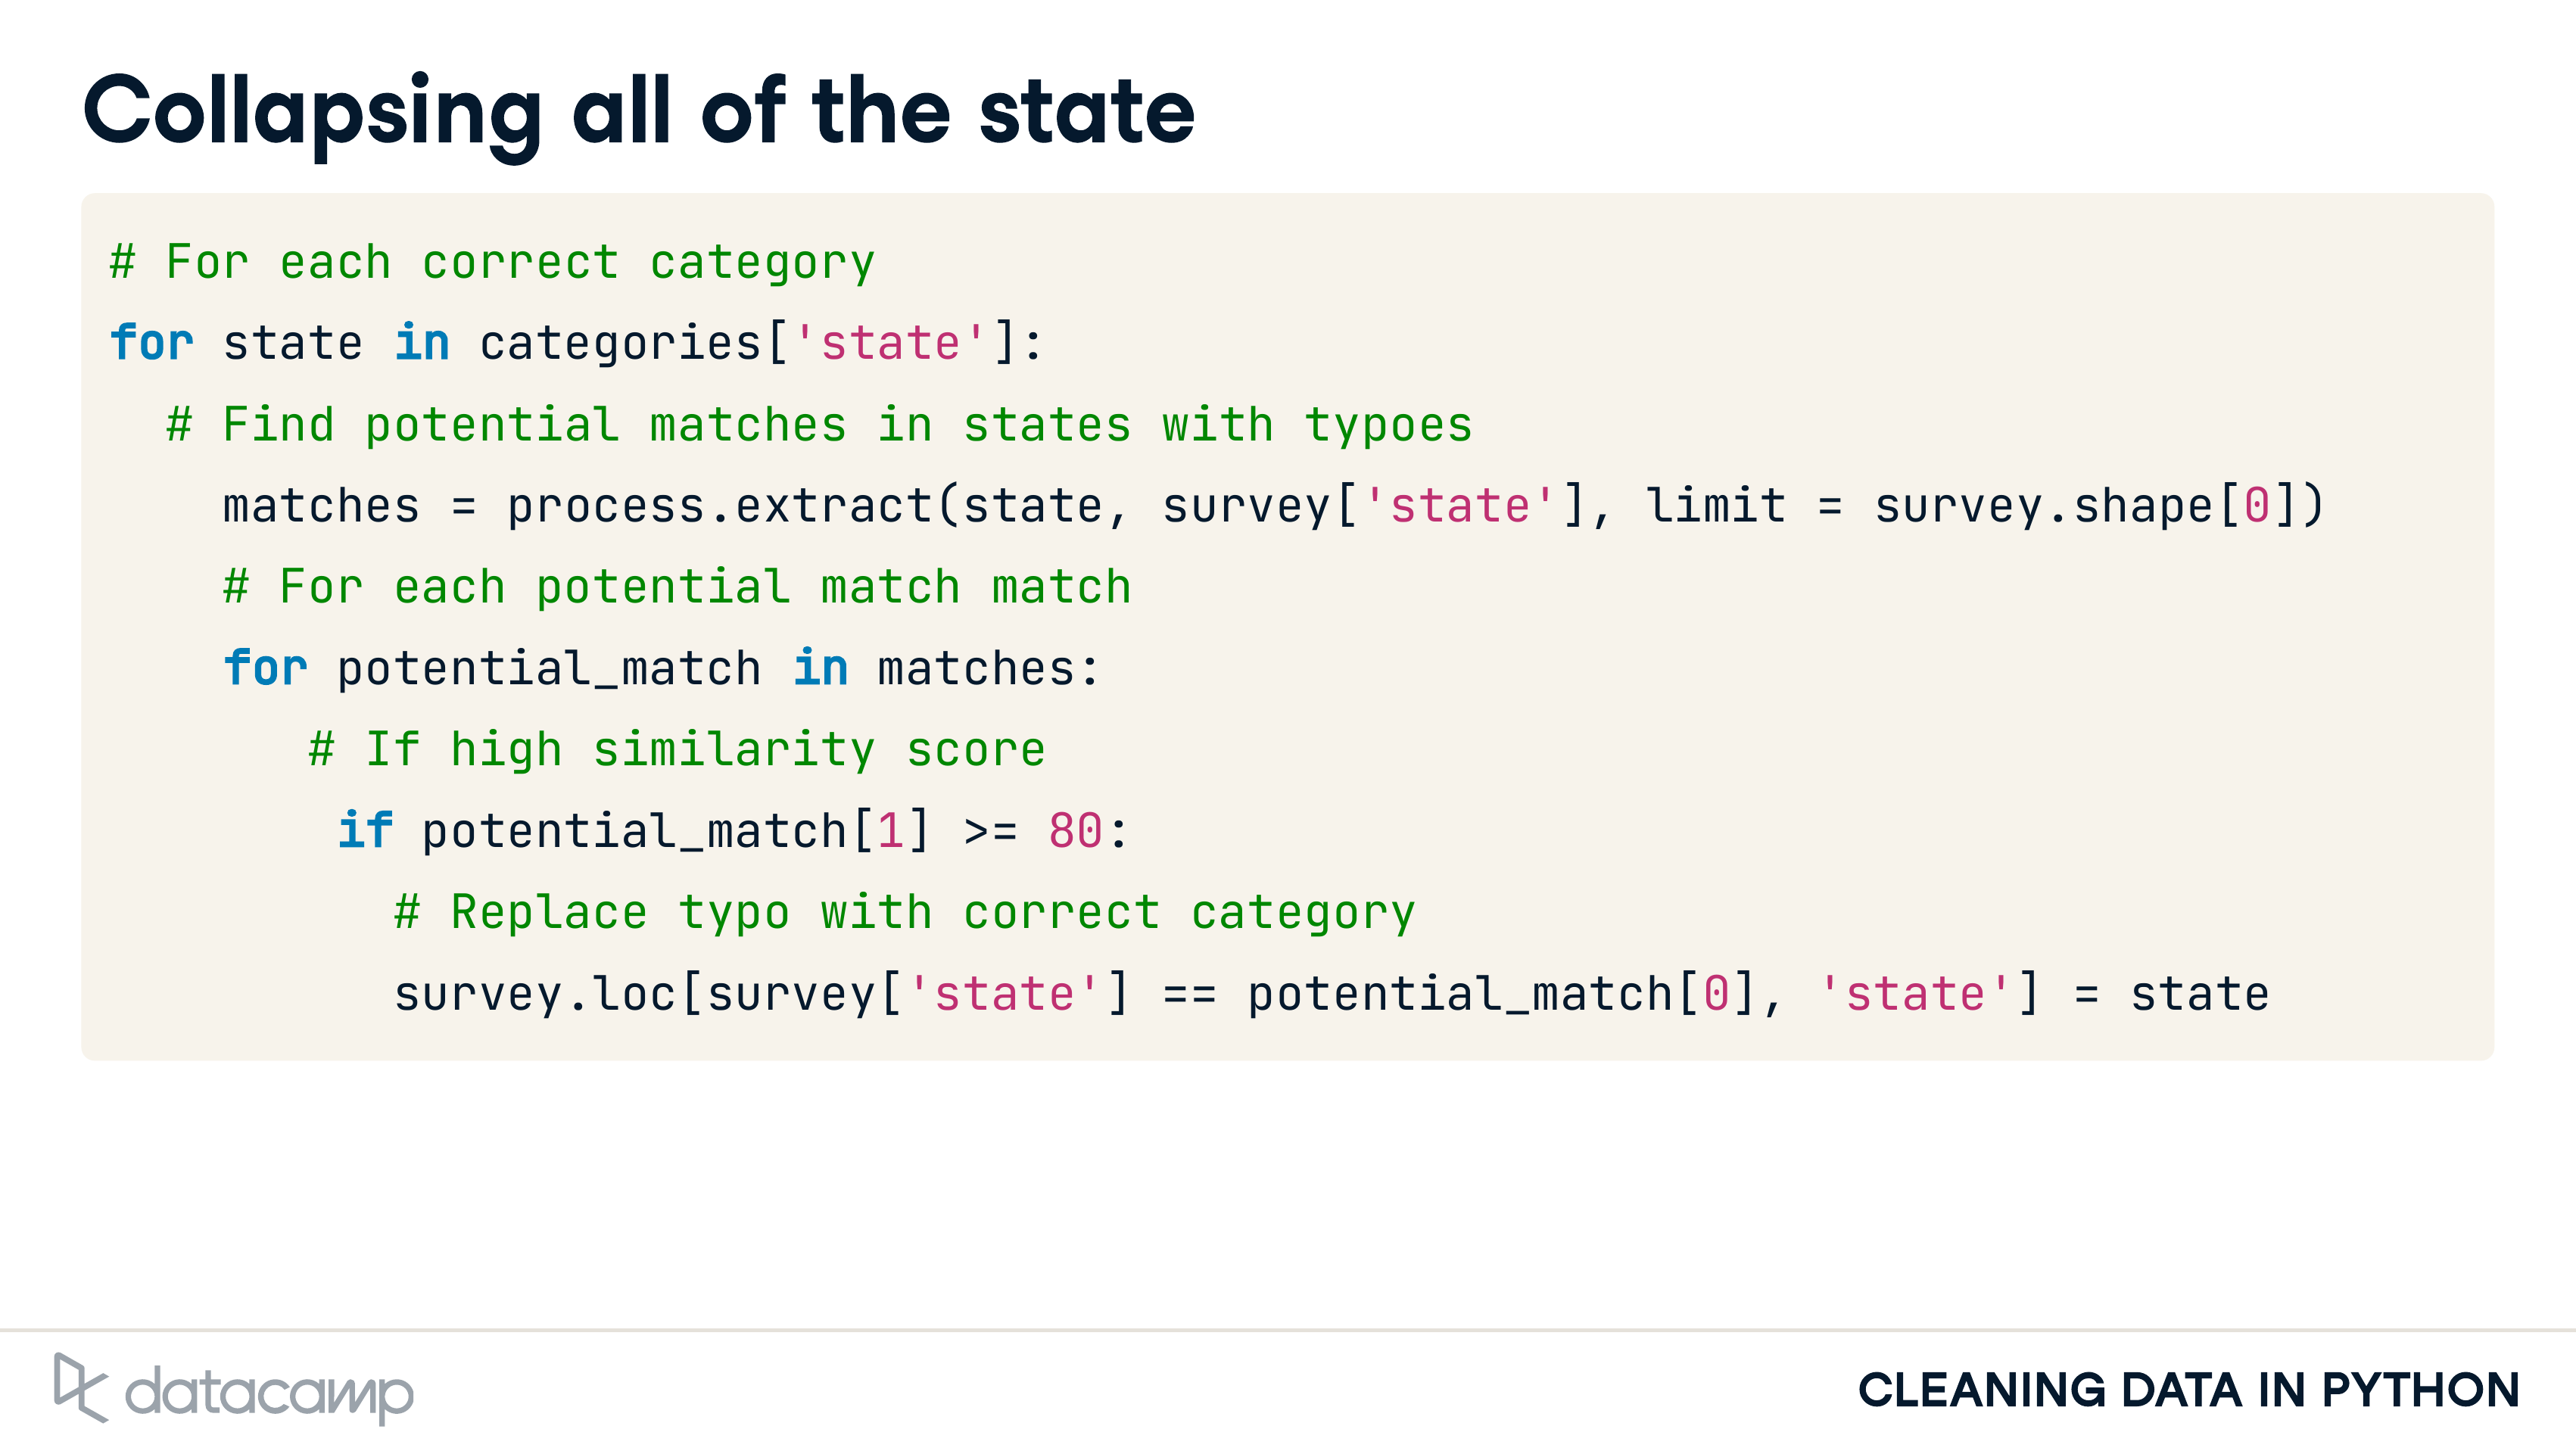 Collapsing all of the state
# For each correct category
for state in categories['state']:
  # Find potential matches in states with typoes
    matches = process.extract(state, survey['state'], limit = survey.shape[0])
    # For each potential match match
    for potential_match in matches:
       # If high similarity score
        if potential_match[1] >= 80:
          # Replace typo with correct category
          survey.loc[survey['state'] == potential_match[0], 'state'] = state
datacamp
CLEANING DATA IN PYTHON